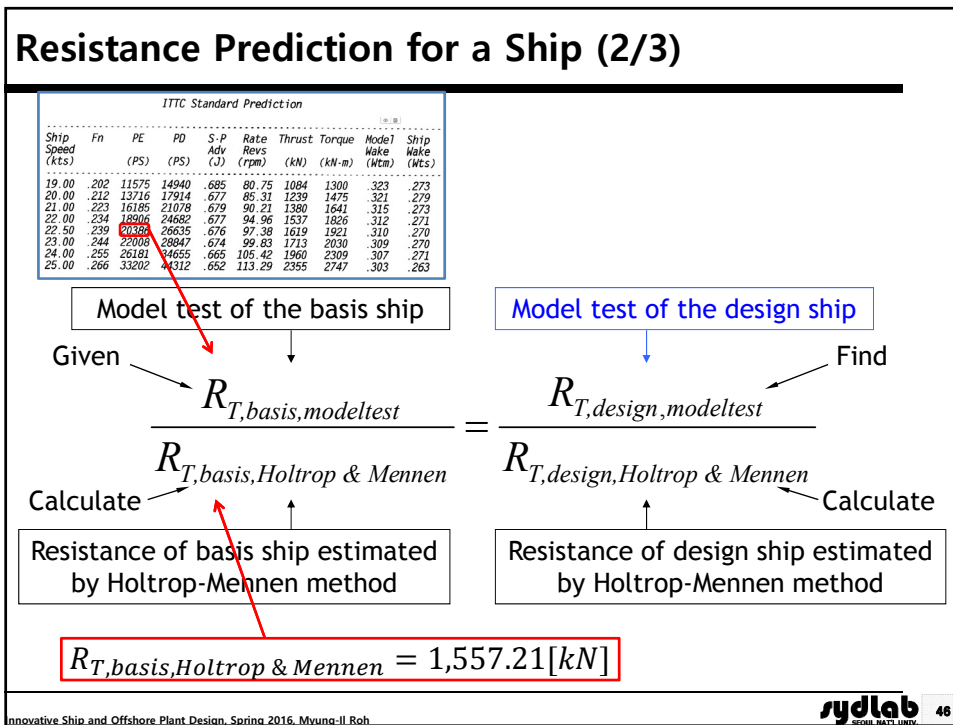 Resistance Prediction for a Ship (2/3)
ITTC Standard Prediction
Ship Fn PE PD S-P Rate Thrust Torque Model Ship
Speed Adv Revs Wake Wake
(kts) (PS) (PS) (J) (rpm) (kN) (kN-m) (Wtm) (Wts)
19.00 .202 11575 14940 .685 80.75 1084 1300 .323 .273
20.00 .212 13716 17914 .677 85.31 1239 1475 .321 .279
21.00 .223 16185 21078 .679 90.21 1380 1641 .315 .273
22.00 .234 18906 24682 .677 94.96 1537 1826 .312 .271
22.50 .239 20386 26635 .676 97.38 1619 1921 .310 .270
23.00 .244 22008 28847 .674 99.83 1713 2030 .309 .270
24.00 .255 26181 34655 .665 105.42 1960 2309 .307 .271
25.00 .266 33202 44312 .652 113.29 2355 2747 .303 .263
Model test of the basis ship
Model test of the design ship
Given
Find
R T,basis,modeltest = R T,design,modeltest
R T,basis,Holtrop & Mennen R T,design,Holtrop & Mennen
Calculate
Calculate
Resistance of basis ship estimated
by Holtrop-Mennen method
Resistance of design ship estimated
by Holtrop-Mennen method
R T,basis,Holtrop & Mennen = 1,557.21[kN]
Innovative Ship and Offshore Plant Design, Spring 2016, Myung-Il Roh
sydlab 46
SEOUL NAT'L UNIV.